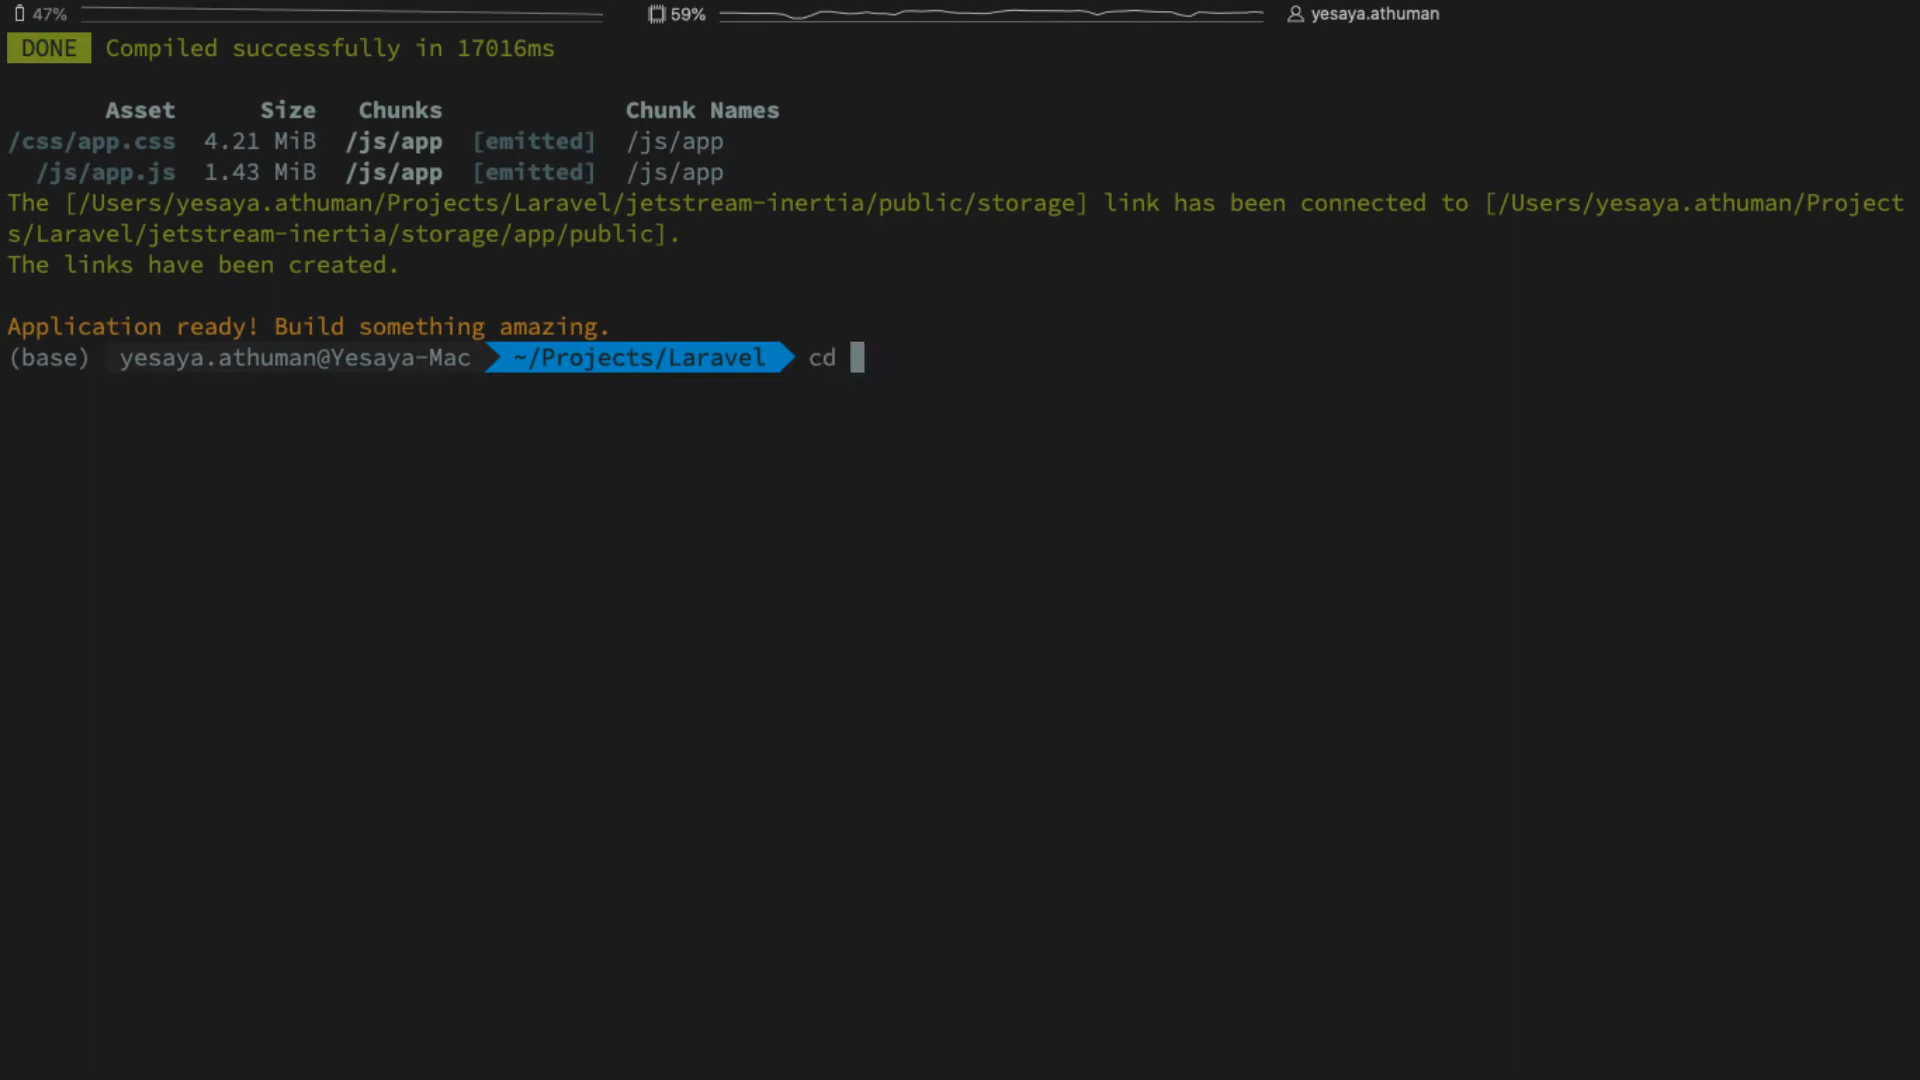 47% 59% yesaya.athuman
DONE Compiled successfully in 17016ms
Asset Size Chunks Chunk Names
/css/app.css 4.21 MiB /js/app [emitted] /js/app
/js/app.js 1.43 MiB /js/app [emitted] /js/app
The [/Users/yesaya.athuman/Projects/Laravel/jetstream-inertia/public/storage] link has been connected to [/Users/yesaya.athuman/Project
s/Laravel/jetstream-inertia/storage/app/public].
The links have been created.
Application ready! Build something amazing.
(base) yesaya.athuman@Yesaya-Mac ~/Projects/Laravel cd